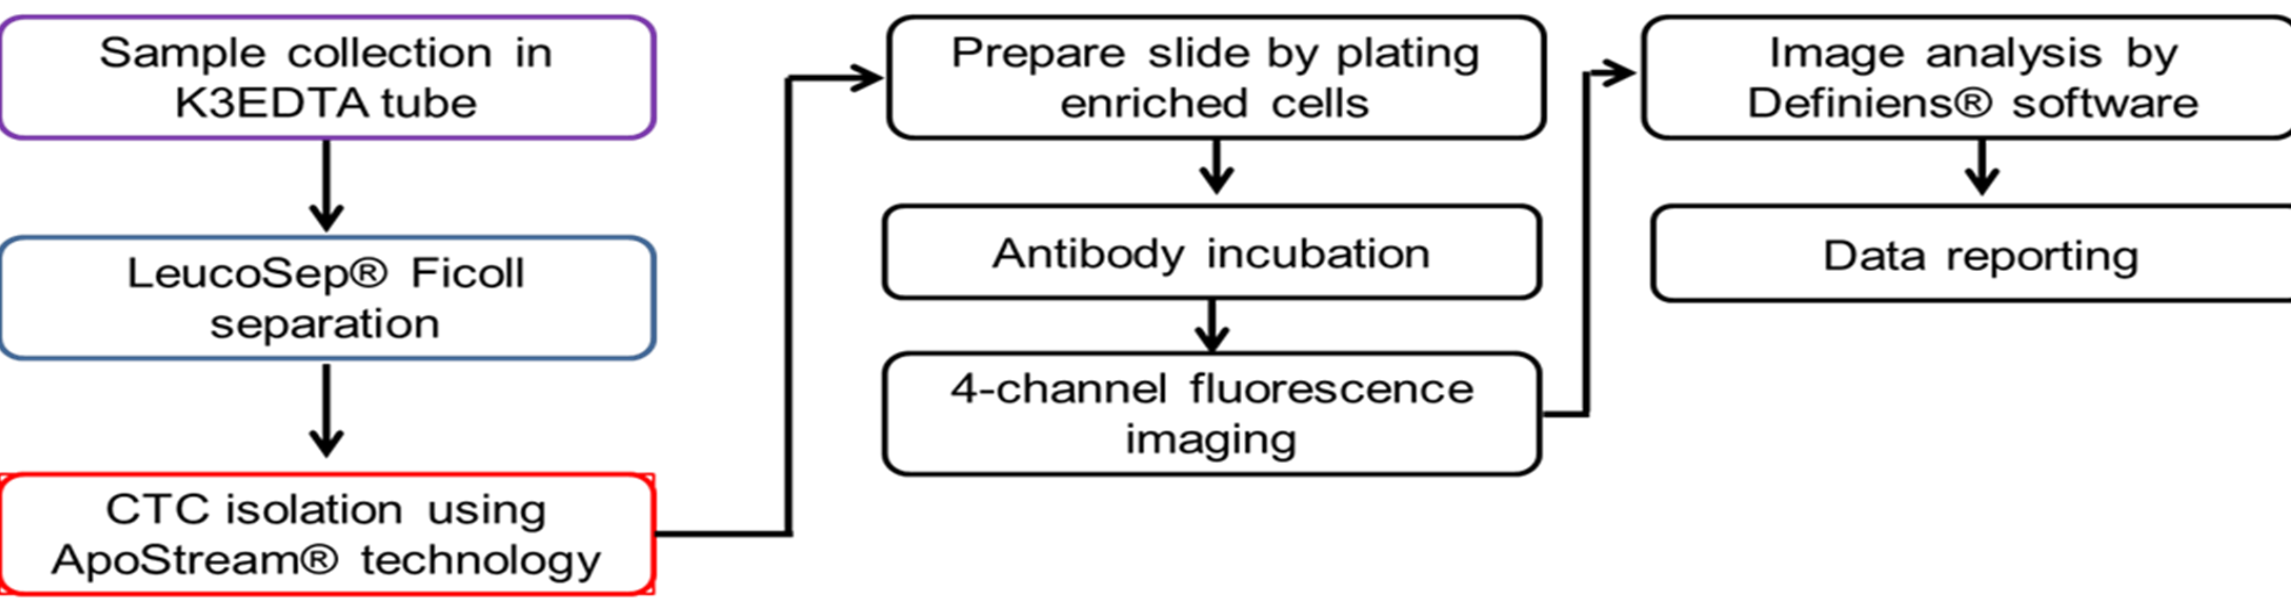 Sample collection in
K3EDTA tube
LeucoSep® Ficoll
separation
CTC isolation using
ApoStream® technology
Prepare slide by plating
enriched cells
Antibody incubation
4-channel fluorescence
imaging
Image analysis by
Definiens® software
Data reporting